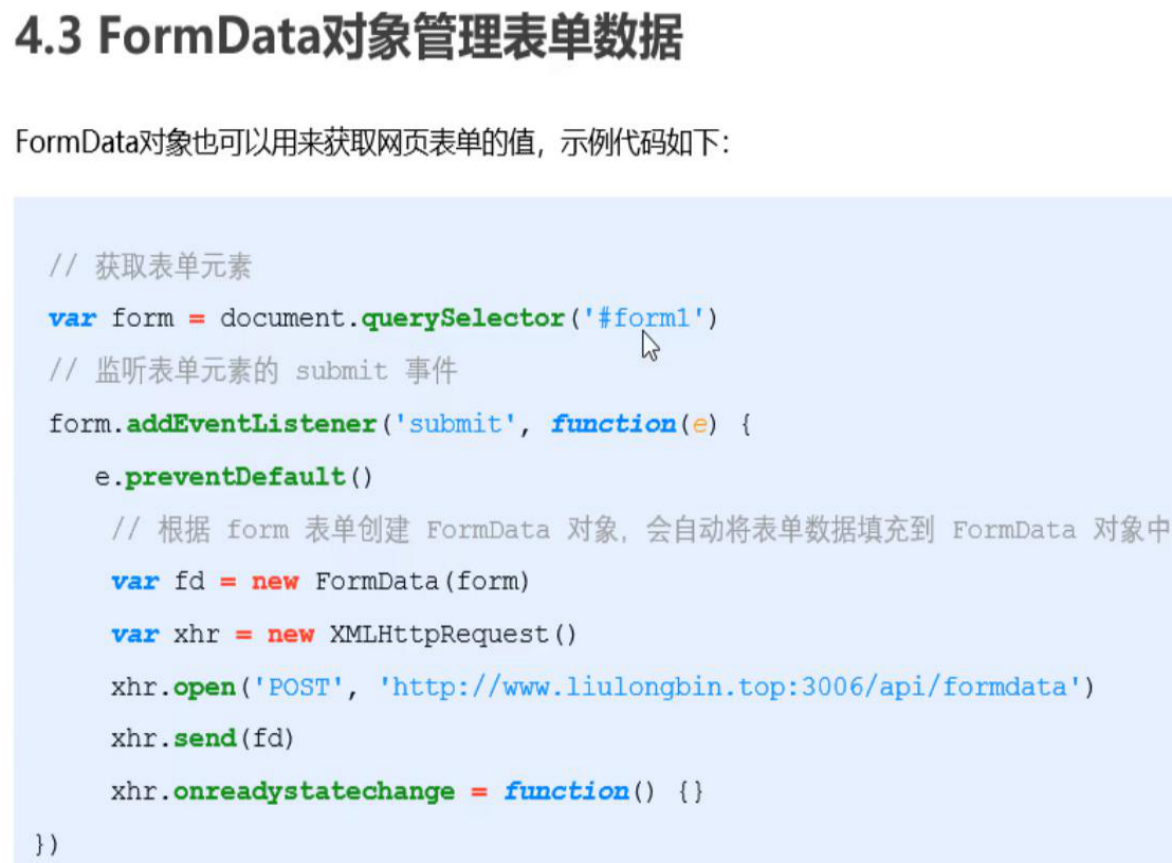 4.3 FormData对象管理表单数据
FormData对象也可以用来获取网页表单的值，示例代码如下：
// 获取表单元素
var form = document.querySelector('#form1')
// 监听表单元素的 submit 事件
form.addEventListener('submit', function(e) {
e.preventDefault()
// 根据 form 表单创建 FormData 对象，会自动将表单数据填充到 FormData 对象中
var fd = new FormData(form)
var xhr = new XMLHttpRequest()
xhr.open('POST', 'http://www.liulongbin.top:3006/api/formdata')
xhr.send(fd)
xhr.onreadystatechange = function() {}
})